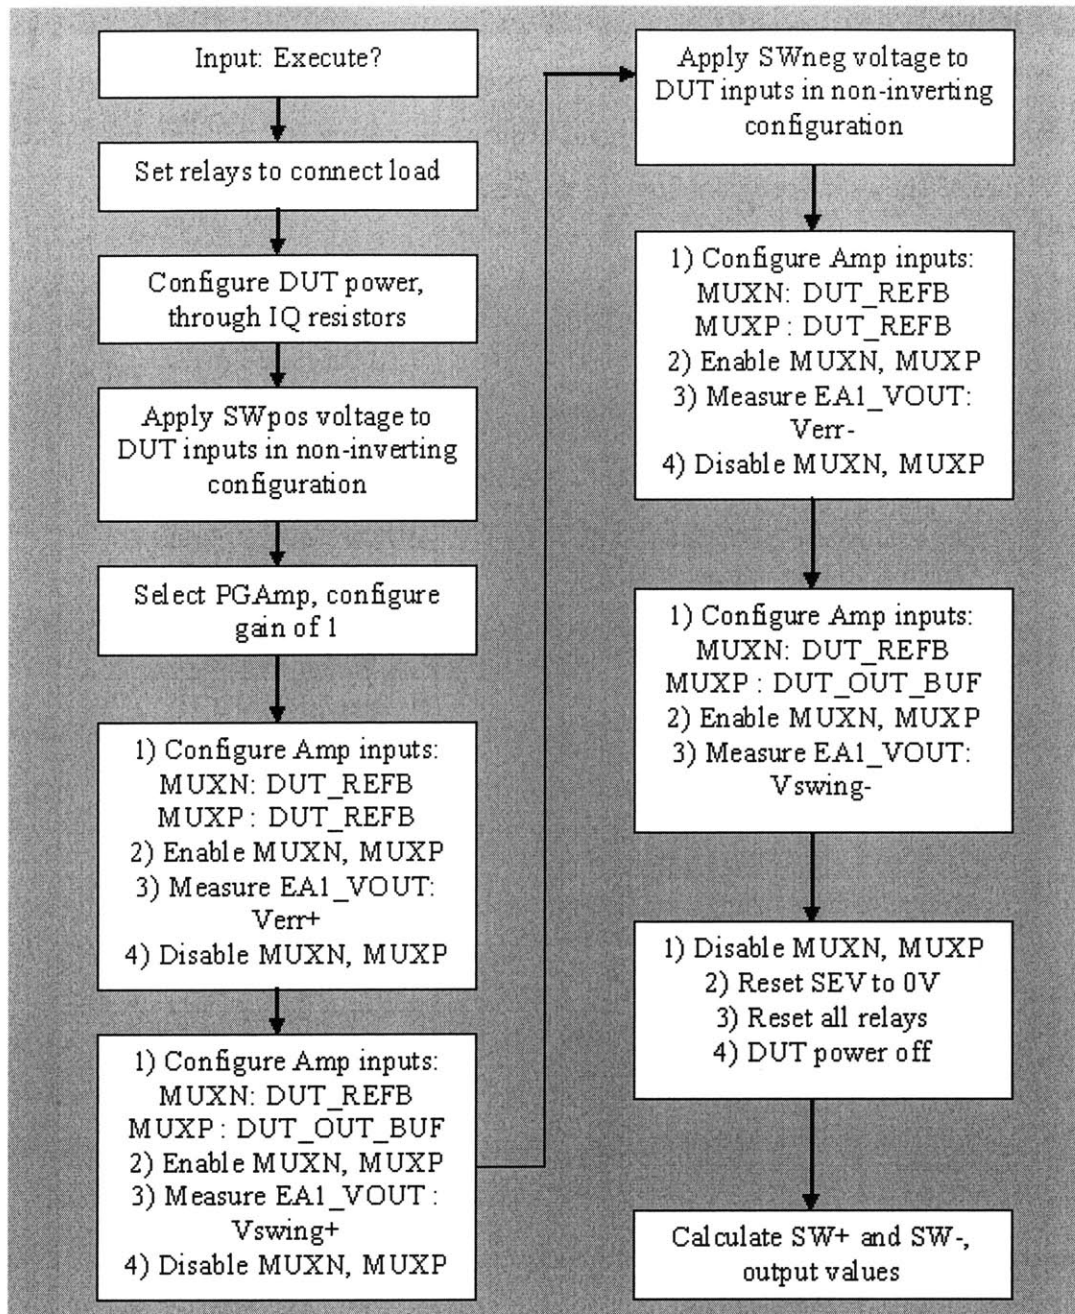 Input: Execute?
Set relays to connect load
Configure DUT power,
through IQ resistors
Apply SWpos voltage to
DUT inputs in non-inverting
configuration
Select PGAmp, configure
gain of 1
1) Configure Amp inputs:
MUXN: DUT_REFB
MUXP : DUT_REFB
2) Enable MUXN, MUXP
3) Measure EA1_VOUT:
Verr+
4) Disable MUXN, MUXP
1) Configure Amp inputs:
MUXN: DUT_REFB
MUXP : DUT_OUT_BUF
2) Enable MUXN, MUXP
3) Measure EA1_VOUT :
Vswing+
4) Disable MUXN, MUXP
Apply SWneg voltage to
DUT inputs in non-inverting
configuration
1) Configure Amp inputs:
MUXN: DUT_REFB
MUXP : DUT_REFB
2) Enable MUXN, MUXP
3) Measure EA1_VOUT:
Verr-
4) Disable MUXN, MUXP
1) Configure Amp inputs:
MUXN: DUT_REFB
MUXP : DUT_OUT_BUF
2) Enable MUXN, MUXP
3) Measure EA1_VOUT:
Vswing-
1) Disable MUXN, MUXP
2) Reset SEV to 0V
3) Reset all relays
4) DUT power off
Calculate SW+ and SW-,
output values